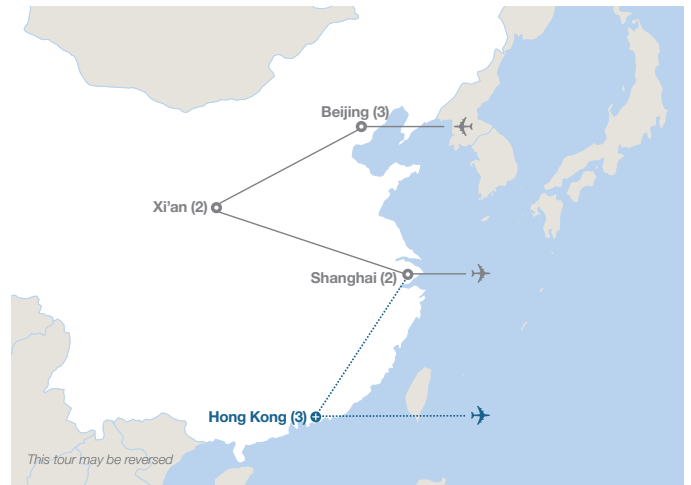 Beijing (3)
Xi'an (2)
Shanghai (2)
Hong Kong (3)
This tour may be reversed